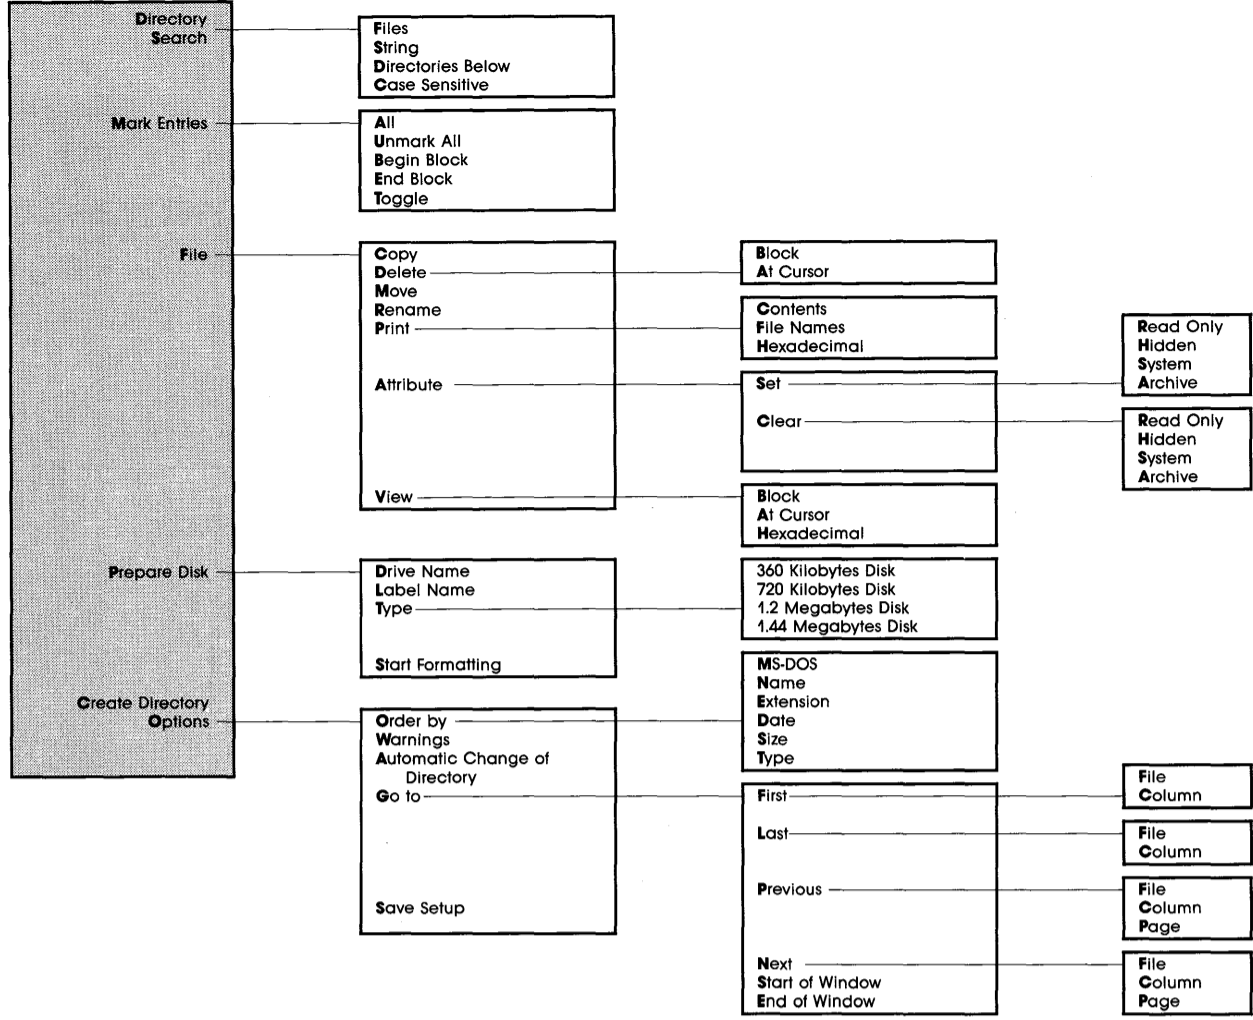 Directory
Search
Files
String
Directories Below
Case Sensitive
Mark Entries
All
Unmark All
Begin Block
End Block
Toggle
File
Copy
Delete
Move
Rename
Print
Attribute
View
Block
At Cursor
Contents
File Names
Hexadecimal
Set
Clear
Read Only
Hidden
System
Archive
Read Only
Hidden
System
Archive
Block
At Cursor
Hexadecimal
Prepare Disk
Drive Name
Label Name
Type
Start Formatting
360 Kilobytes Disk
720 Kilobytes Disk
1.2 Megabytes Disk
1.44 Megabytes Disk
Create Directory
Options
Order by
Warnings
Automatic Change of
Directory
Go to
Save Setup
MS-DOS
Name
Extension
Date
Size
Type
First
Last
Previous
Next
Start of Window
End of Window
File
Column
File
Column
File
Column
Page
File
Column
Page